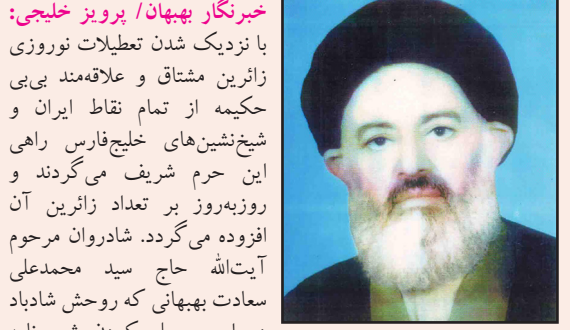 خبرنگار بهبهان/ پرویز خلیجی:
با نزدیک شدن تعطیلات نوروزی
زائرین مشتاق و علاقه‌مند بی‌بی
حکیمه از تمام نقاط ایران و
شیخ‌نشین‌های خلیج‌فارس راهی
این حرم شریف می‌گردند و
روزبه‌روز بر تعداد زائرین آن
افزوده می‌گردد. شادروان مرحوم
آیت‌الله حاج سید محمدعلی
سعادت بهبهانی که روحش شادباد